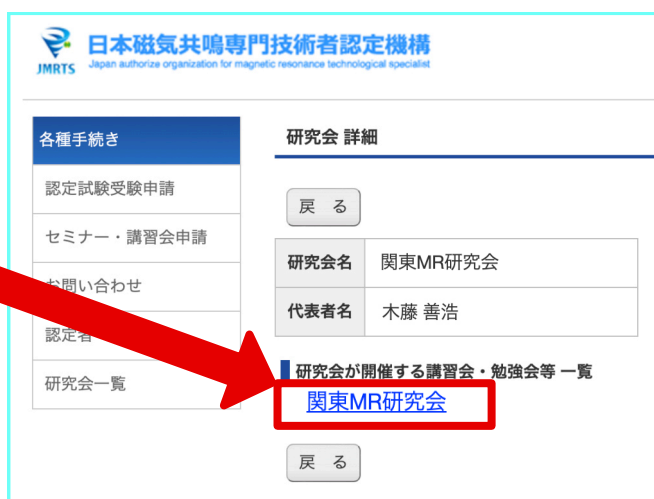 日本磁気共鳴専門技術者認定機構
JMRTS
Japan authorize organization for magnetic resonance technological specialist
各種手続き
認定試験受験申請
セミナー・講習会申請
お問い合わせ
認定者
研究会一覧
研究会 詳細
戻 る
研究会名 関東MR研究会
代表者名 木藤 善浩
研究会が開催する講習会・勉強会等 一覧
関東MR研究会
戻 る